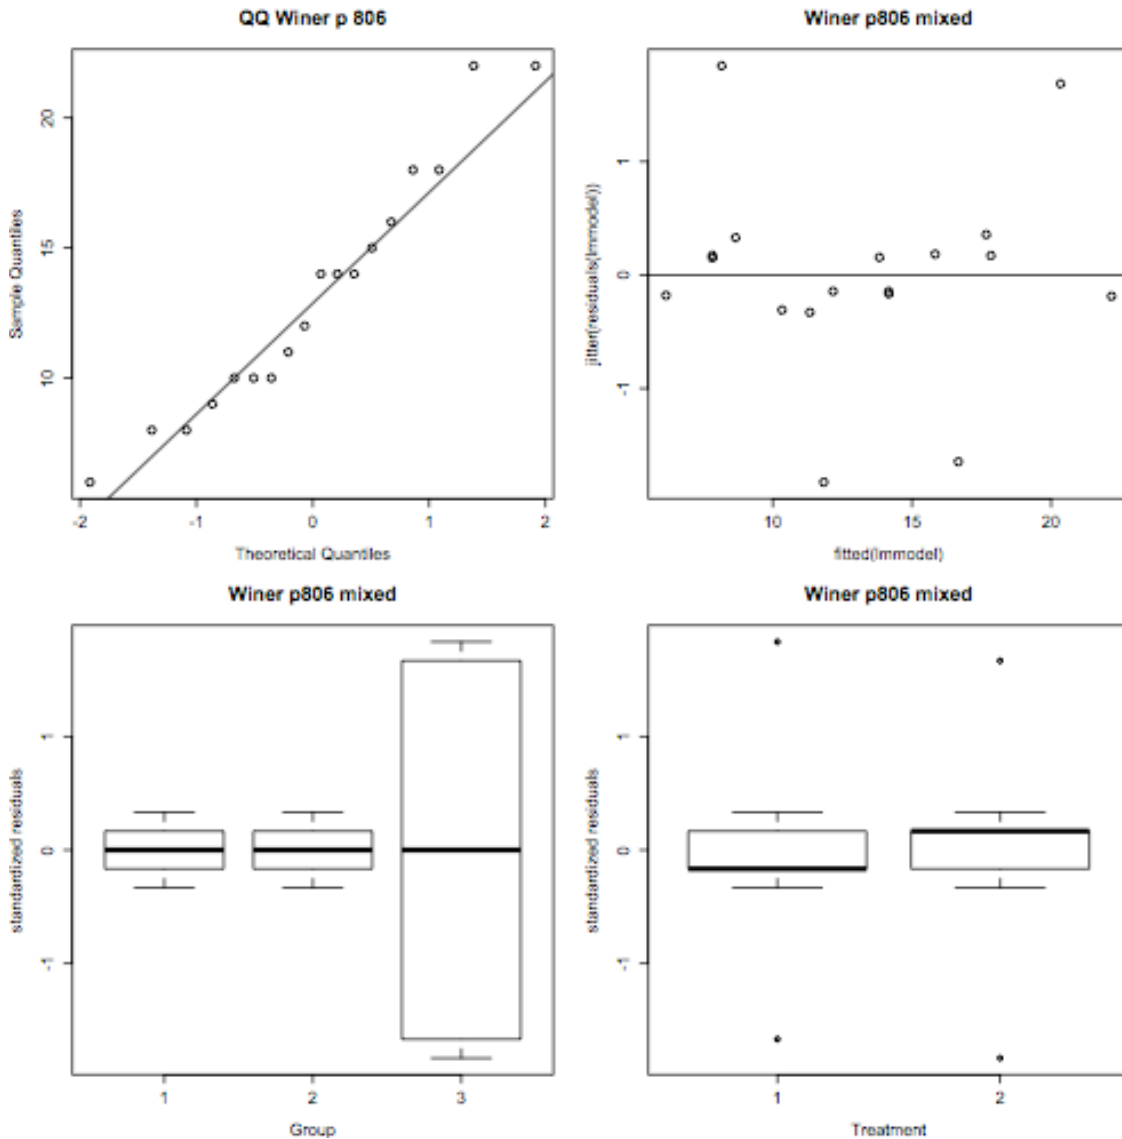 QQ Winer p 806
Sample Quantiles
20
15
10
-2 -1 0 1 2
Theoretical Quantiles
Winer p806 mixed
jitter(residuals(lmmodel))
1
0
-1
10 15 20
fitted(lmmodel)
Winer p806 mixed
standardized residuals
1
0
-1
1 2 3
Group
Winer p806 mixed
standardized residuals
1
0
-1
1 2
Treatment